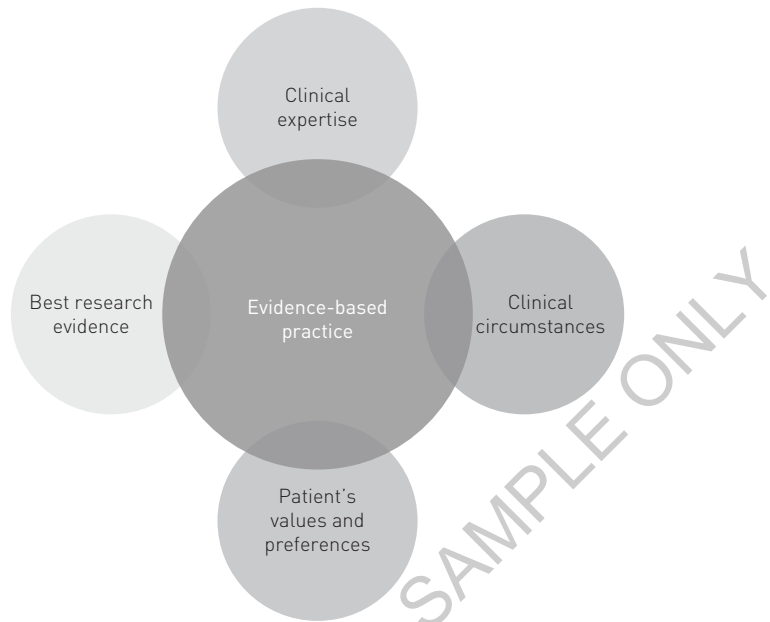 Clinical
expertise
Best research
evidence
Evidence-based
practice
Clinical
circumstances
Patient's
values and
preferences
SAMPLE ONLY